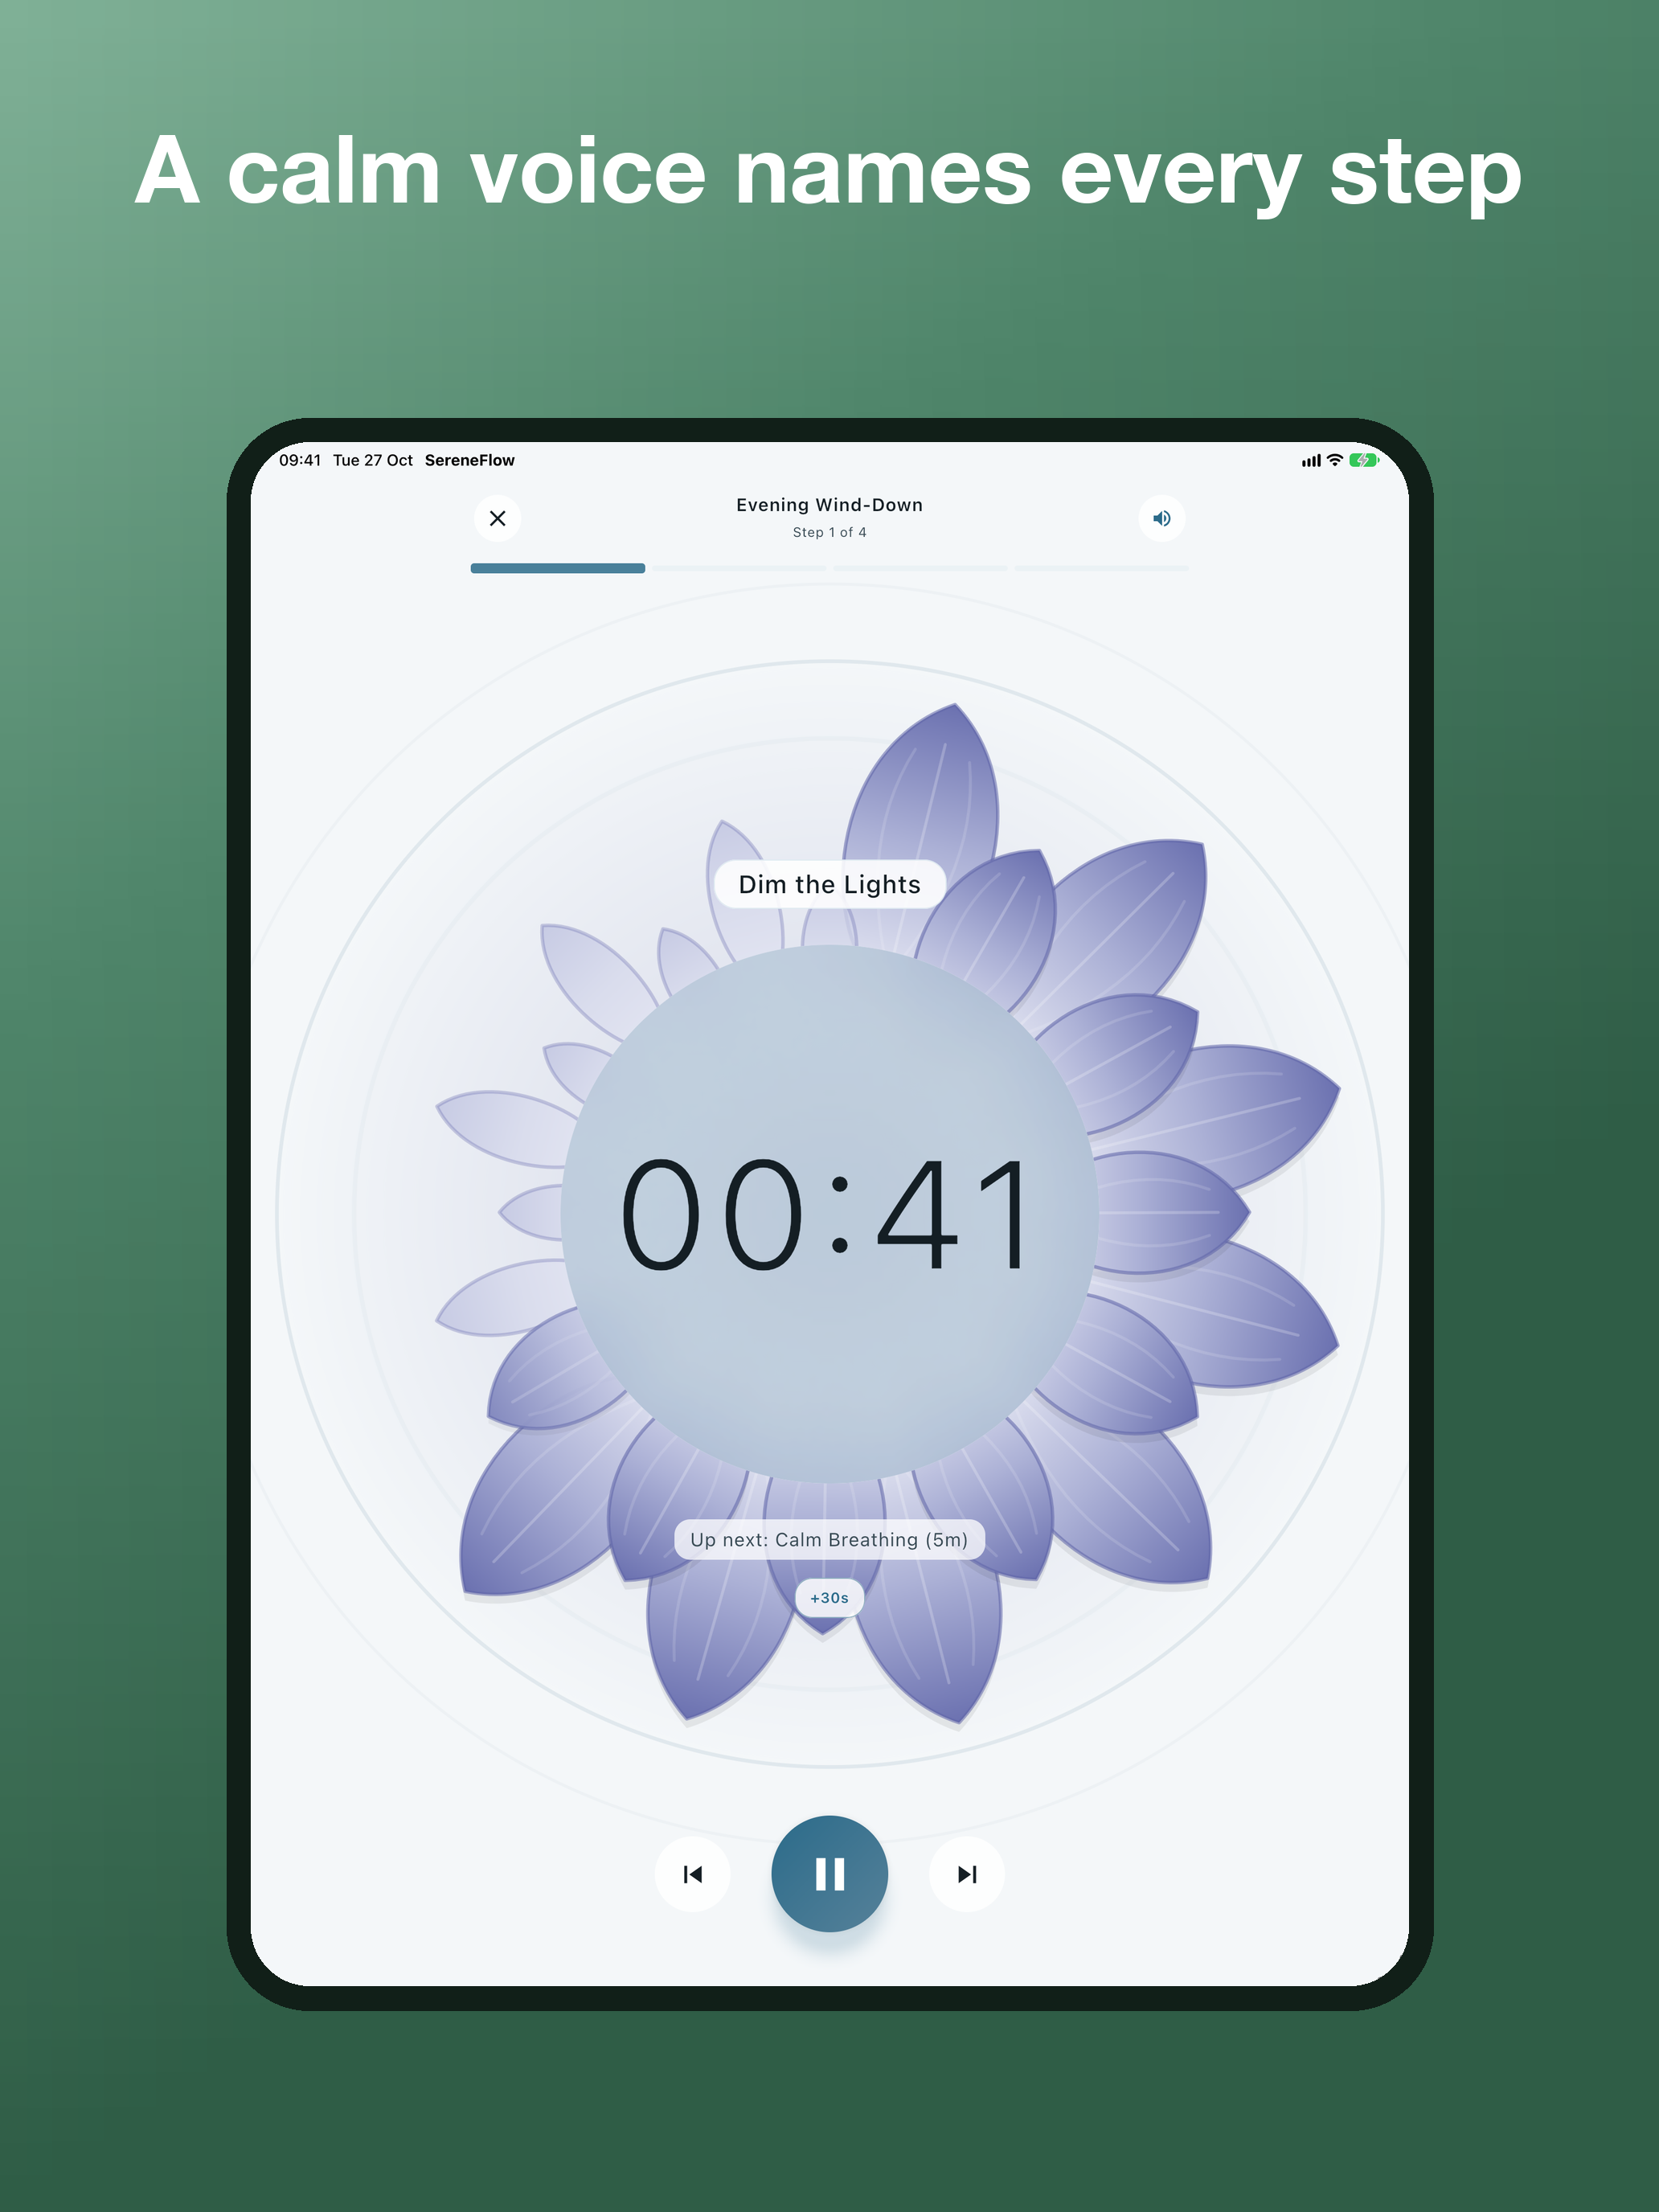 A calm voice names every step
09:41 Tue 27 Oct SereneFlow
Evening Wind-Down
Step 1 of 4
Dim the Lights
00:41
Up next: Calm Breathing (5m)
+30s